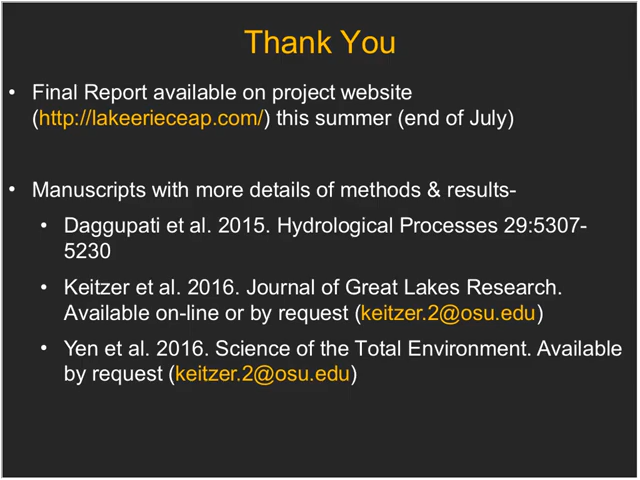 Thank You
• Final Report available on project website
(http://lakeerieceap.com/) this summer (end of July)
• Manuscripts with more details of methods & results-
• Daggupati et al. 2015. Hydrological Processes 29:5307-
5230
• Keitzer et al. 2016. Journal of Great Lakes Research.
Available on-line or by request (keitzer.2@osu.edu)
• Yen et al. 2016. Science of the Total Environment. Available
by request (keitzer.2@osu.edu)